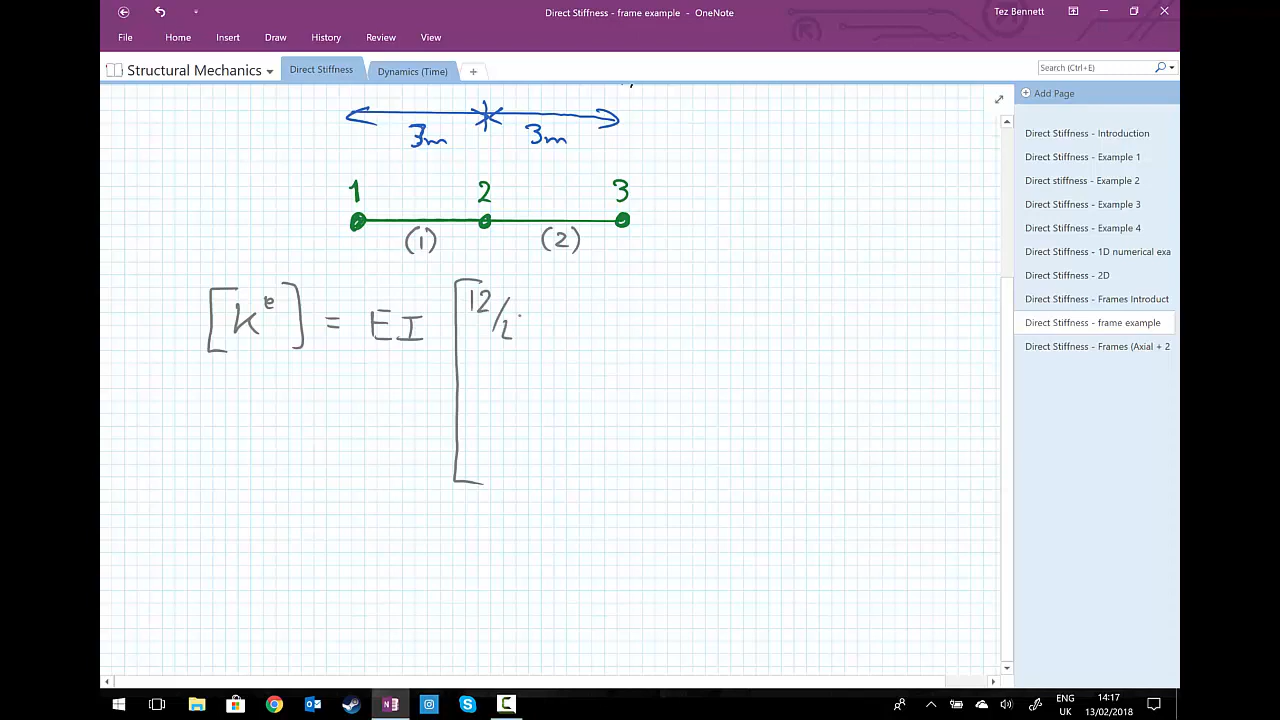 Direct Stiffness - frame example - OneNote
Tez Bennett
File Home Insert Draw History Review View
Structural Mechanics
Direct Stiffness
Dynamics (Time)
Search (Ctrl+E)
Add Page
Direct Stiffness - Introduction
Direct Stiffness - Example 1
Direct stiffness - Example 2
Direct Stiffness - Example 3
Direct Stiffness - Example 4
Direct Stiffness - 1D numerical exa
Direct Stiffness - 2D
Direct Stiffness - Frames Introduct
Direct Stiffness - frame example
Direct Stiffness - Frames (Axial + 2
3m 3m
1 2 3
(1) (2)
[K^e] = EI [12/
ENG
UK
14:17
13/02/2018